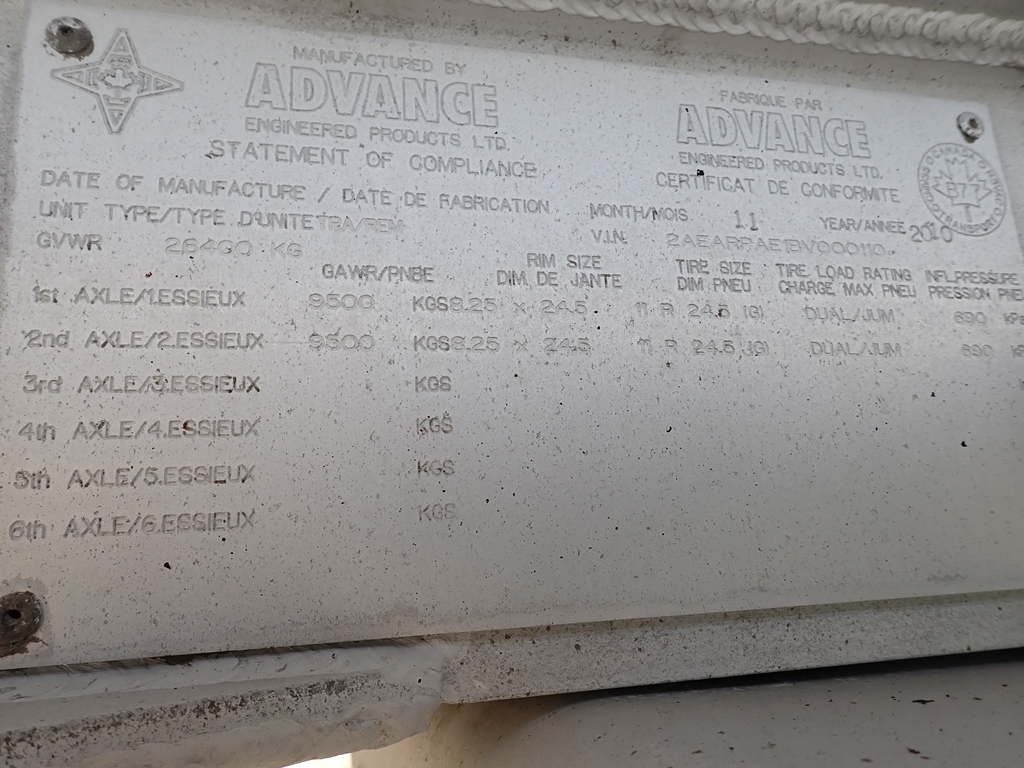 MANUFACTURED BY
ADVANCE
ENGINEERED PRODUCTS LTD.
STATEMENT OF COMPLIANCE
FABRIQUE PAR
ADVANCE
ENGINEERED PRODUCTS LTD.
CERTIFICAT DE CONFORMITE
DATE OF MANUFACTURE / DATE DE FABRICATION MONTH/MOIS 11 YEAR/ANNEE 2010
UNIT TYPE/TYPE D'UNITE TRA/REM V.I.N.
GVWR 26400 KG
GAWR/PNBE RIM SIZE TIRE SIZE TIRE LOAD RATING INFL.PRESSURE
DIM. DE JANTE DIM PNEU CHARGE MAX PNEU PRESSION PNEU
1st AXLE/1.ESSIEUX 9500 KGS 8.25 x 24.5 11 R 24.5 (G) DUAL/JUM 690 KPa
2nd AXLE/2.ESSIEUX 9500 KGS 8.25 x 24.5 11 R 24.5 (G) DUAL/JUM 690
3rd AXLE/3.ESSIEUX KGS
4th AXLE/4.ESSIEUX KGS
5th AXLE/5.ESSIEUX KGS
6th AXLE/6.ESSIEUX KGS